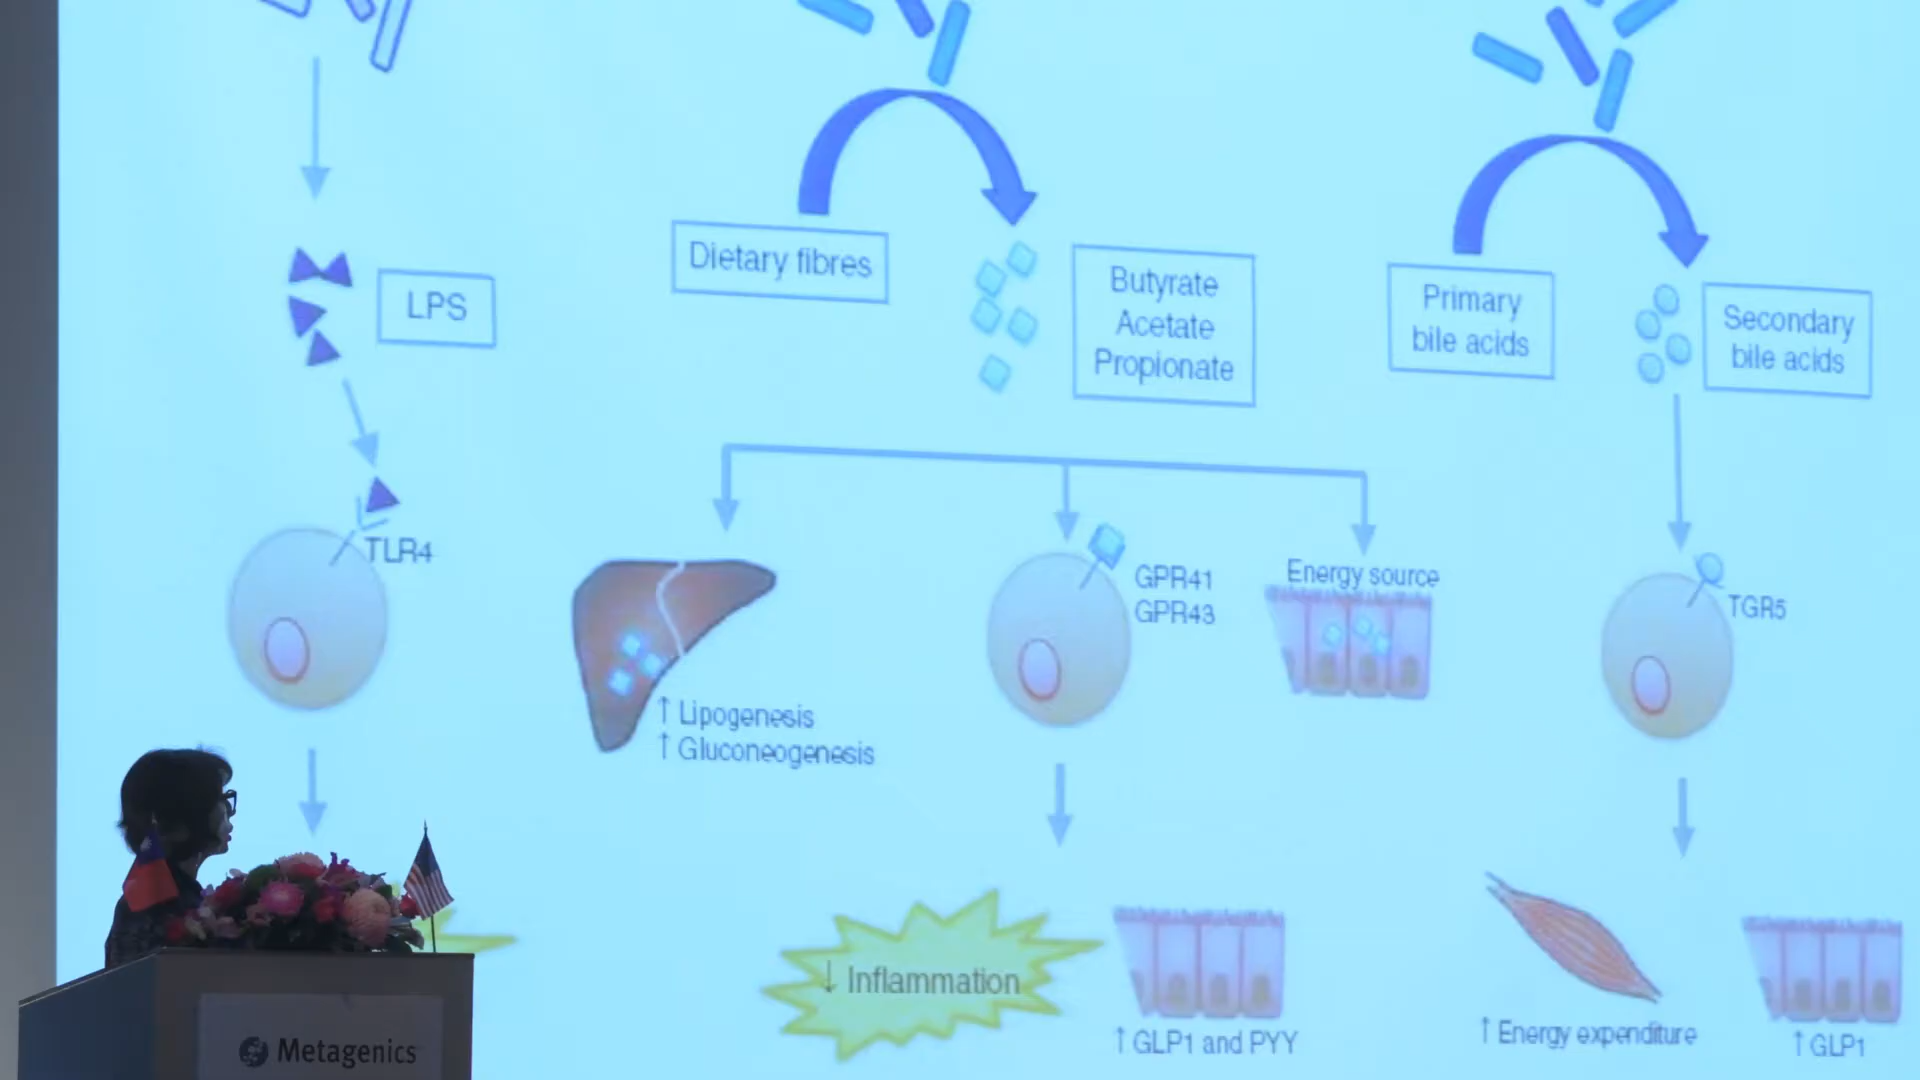 LPS
TLR4
Dietary fibres
Butyrate
Acetate
Propionate
↑ Lipogenesis
↑ Gluconeogenesis
GPR41
GPR43
Energy source
↓ Inflammation
↑ GLP1 and PYY
Primary
bile acids
Secondary
bile acids
TGR5
↑ Energy expenditure
↑ GLP1
Metagenics